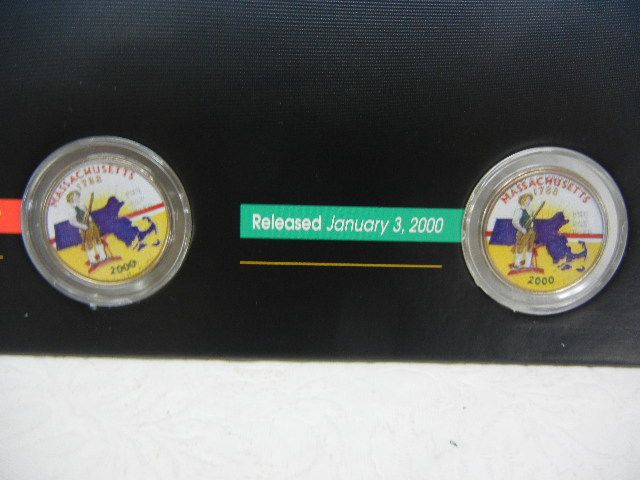 MASSACHUSETTS
1788
2000
Released January 3, 2000
MASSACHUSETTS
1788
2000